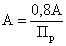 А = 0,8А / Пр